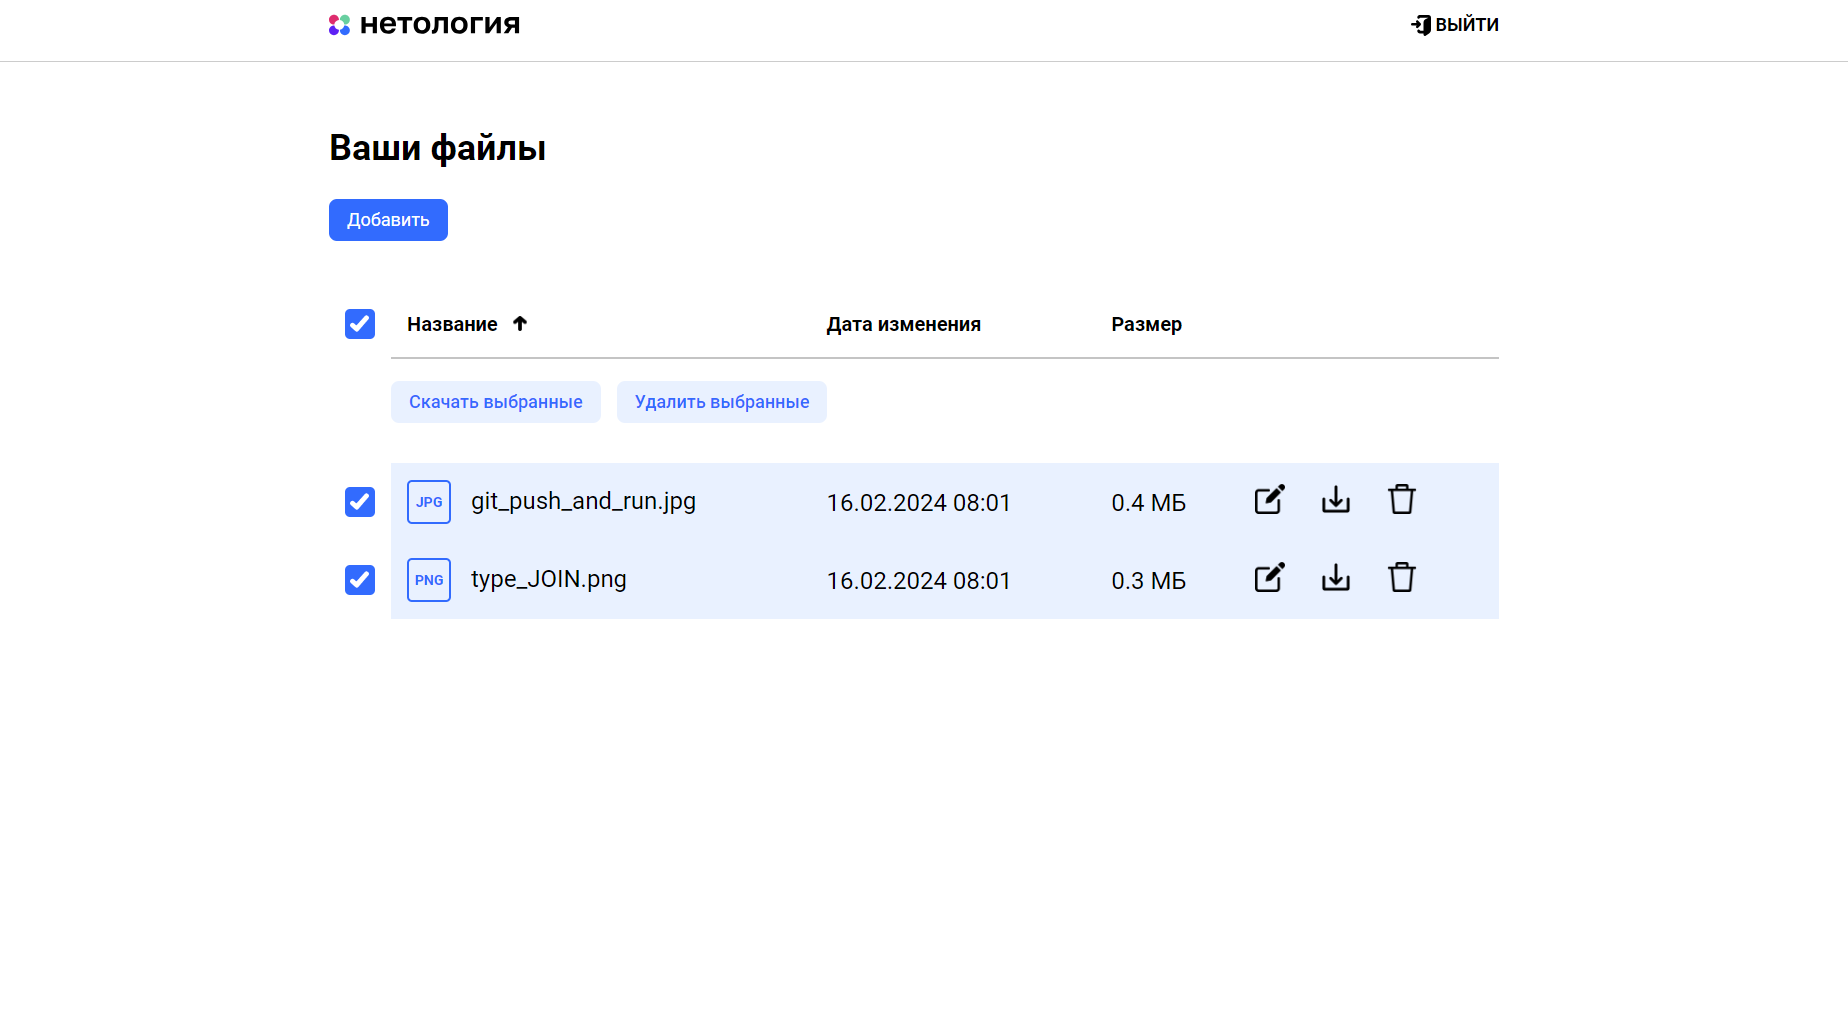 нетология
ВЫЙТИ
Ваши файлы
Добавить
Название Дата изменения Размер
Скачать выбранные Удалить выбранные
JPG git_push_and_run.jpg 16.02.2024 08:01 0.4 МБ
PNG type_JOIN.png 16.02.2024 08:01 0.3 МБ